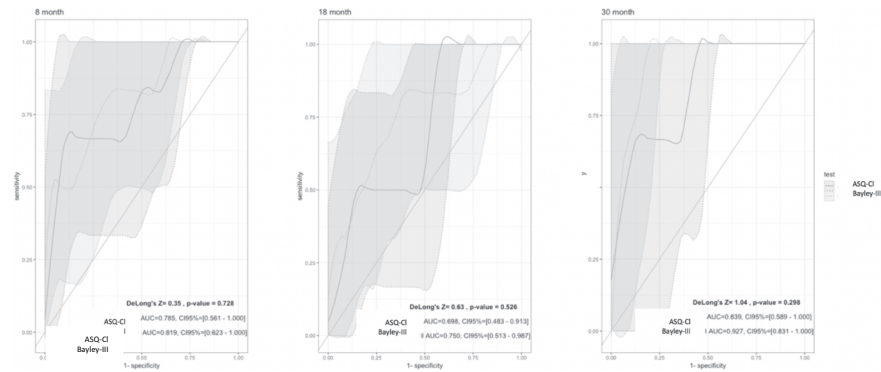 8 month
1.00
0.75
0.50
0.25
0.00
sensitivity
DeLong's Z= 0.35 , p-value = 0.728
ASQ-CI AUC=0.785, CI95%=[0.561 - 1.000]
AUC=0.819, CI95%=[0.623 - 1.000]
ASQ-CI
Bayley-III
0.00 0.50 0.75 1.00
1- specificity
18 month
1.00
0.75
0.50
0.25
0.00
sensitivity
DeLong's Z= 0.63 , p-value = 0.526
ASQ-CI AUC=0.698, CI95%=[0.483 - 0.913]
Bayley-III AUC=0.750, CI95%=[0.513 - 0.987]
0.00 0.25 0.50 0.75 1.00
1- specificity
30 month
1.00
0.75
0.25
0.00
y
DeLong's Z= 1.04 , p-value = 0.298
ASQ-CI AUC=0.839, CI95%=[0.589 - 1.000]
Bayley-III AUC=0.927, CI95%=[0.831 - 1.000]
0.00 0.25 0.50 0.75 1.00
1- specificity
test
ASQ-CI
Bayley-III